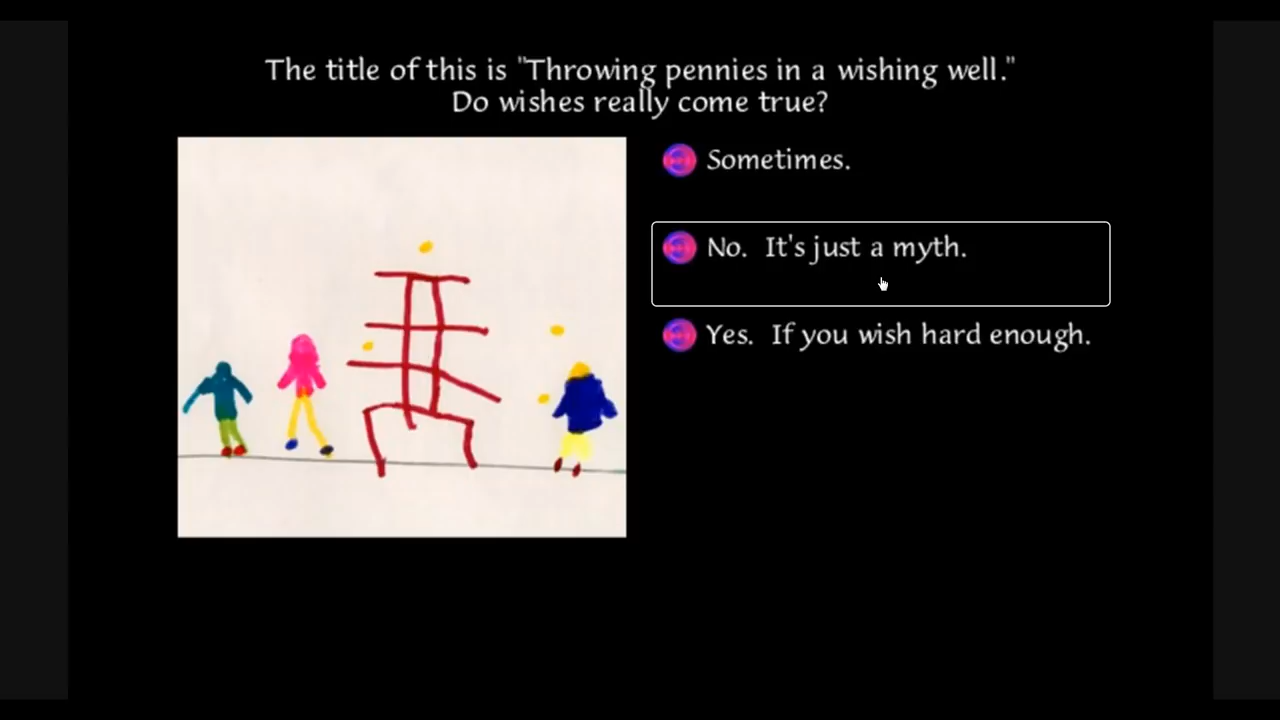 The title of this is "Throwing pennies in a wishing well."
Do wishes really come true?
Sometimes.
No. It's just a myth.
Yes. If you wish hard enough.